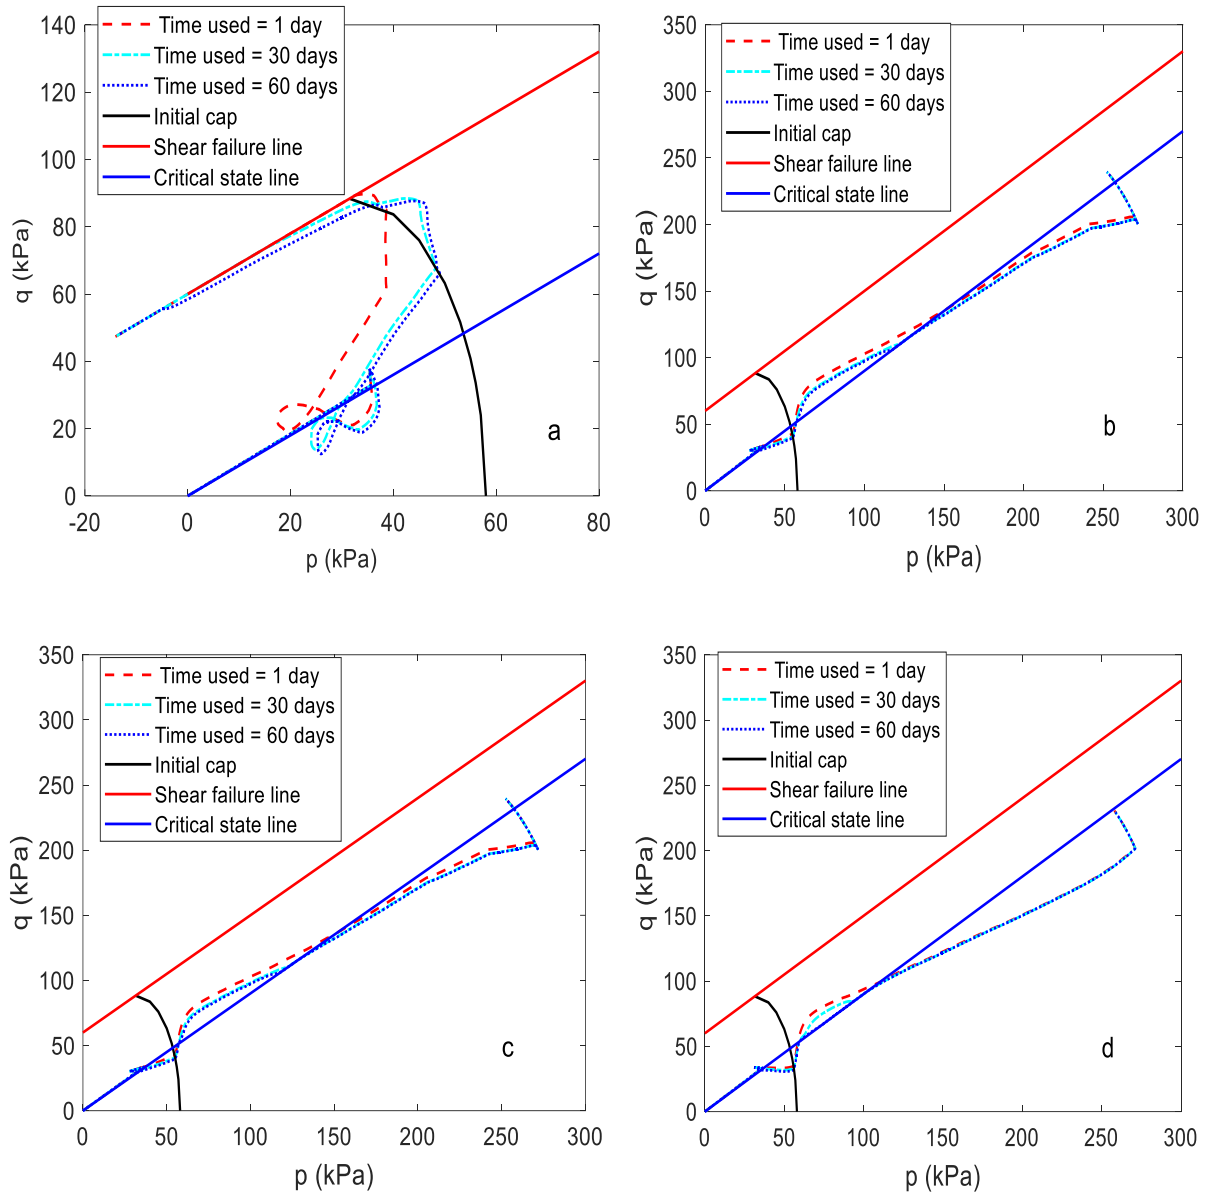 140
120
100
80
60
40
20
0
-20
0
20
40
60
80
q (kPa)
p (kPa)
Time used = 1 day
Time used = 30 days
Time used = 60 days
Initial cap
Shear failure line
Critical state line
a
350
300
250
200
150
100
50
0
0
50
100
150
200
250
300
q (kPa)
p (kPa)
Time used = 1 day
Time used = 30 days
Time used = 60 days
Initial cap
Shear failure line
Critical state line
b
350
300
250
200
150
100
50
0
0
50
100
150
200
250
300
q (kPa)
p (kPa)
Time used = 1 day
Time used = 30 days
Time used = 60 days
Initial cap
Shear failure line
Critical state line
c
350
300
250
200
150
100
50
0
0
50
100
150
200
250
300
q (kPa)
p (kPa)
Time used = 1 day
Time used = 30 days
Time used = 60 days
Initial cap
Shear failure line
Critical state line
d